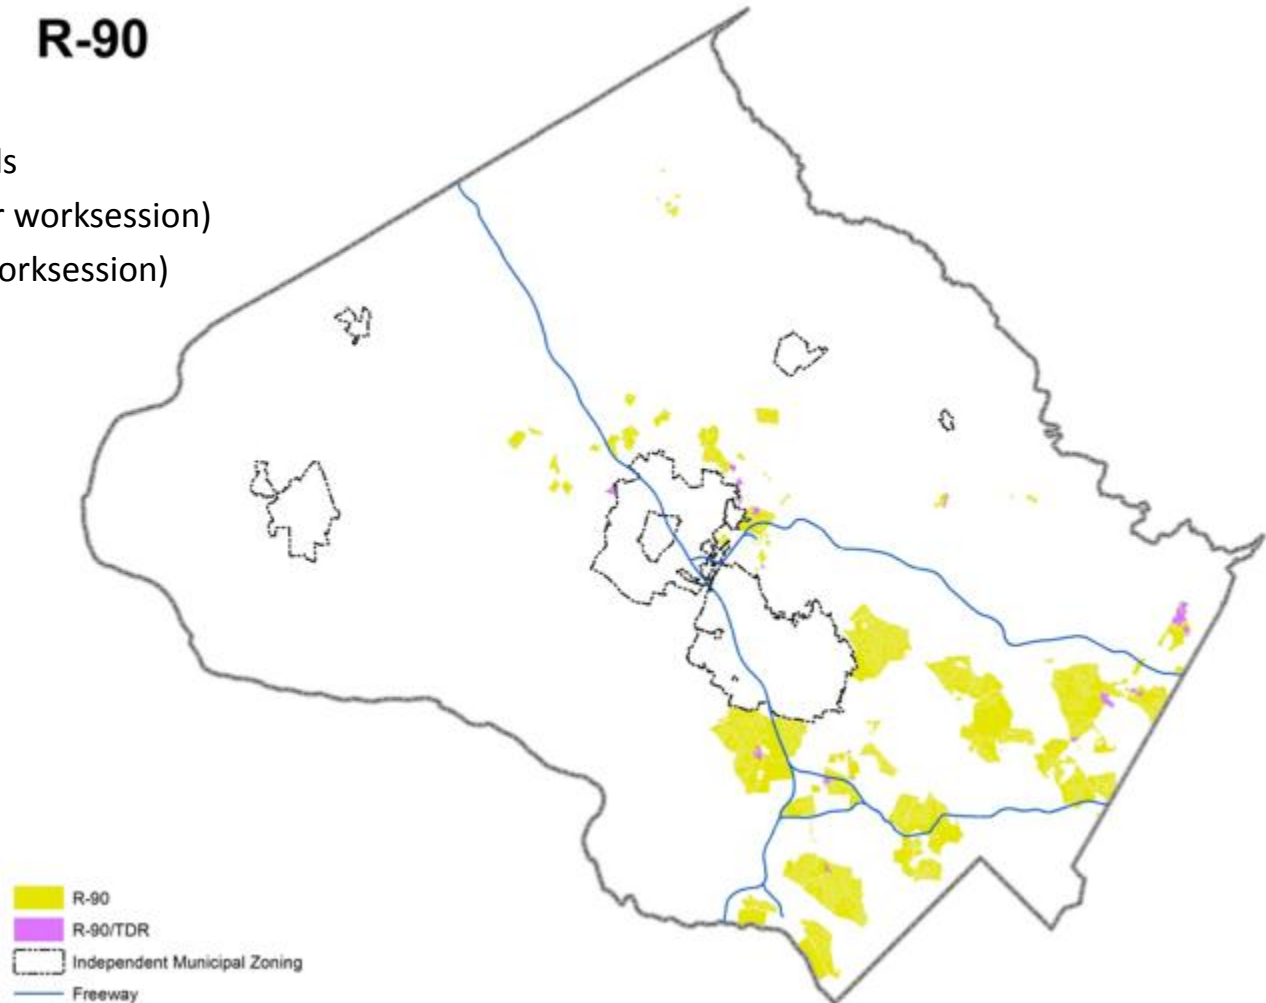 R-90
ls
r worksession)
orksession)
R-90
R-90/TDR
Independent Municipal Zoning
Freeway